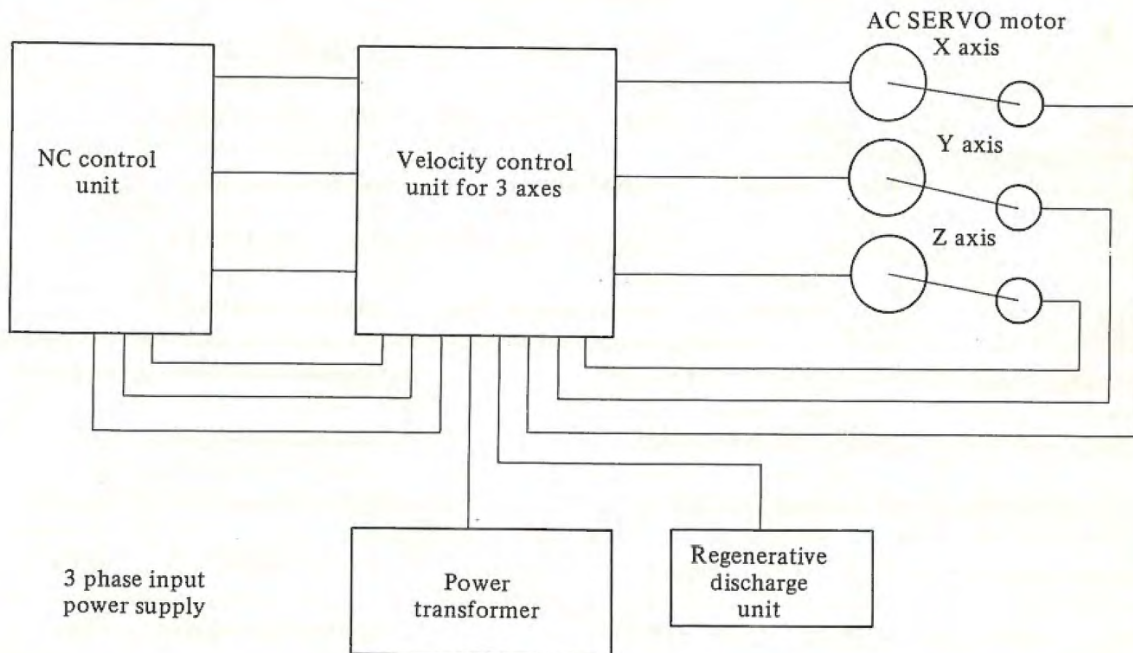 AC SERVO motor
X axis
NC control
unit
Velocity control
unit for 3 axes
Y axis
Z axis
3 phase input
power supply
Power
transformer
Regenerative
discharge
unit